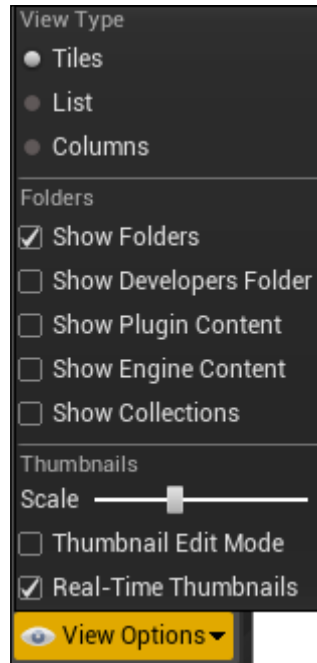 View Type
Tiles
List
Columns
Folders
Show Folders
Show Developers Folder
Show Plugin Content
Show Engine Content
Show Collections
Thumbnails
Scale
Thumbnail Edit Mode
Real-Time Thumbnails
View Options